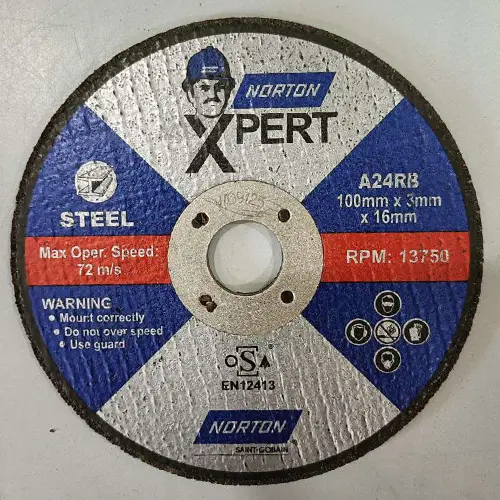 NORTON
XPERT
STEEL
A24RB
100mm x 3mm
x 16mm
Max Oper. Speed:
72 m/s
RPM: 13750
WARNING
• Mount correctly
• Do not over speed
• Use guard
OSA®
EN12413
NORTON
SAINT-GOBAIN